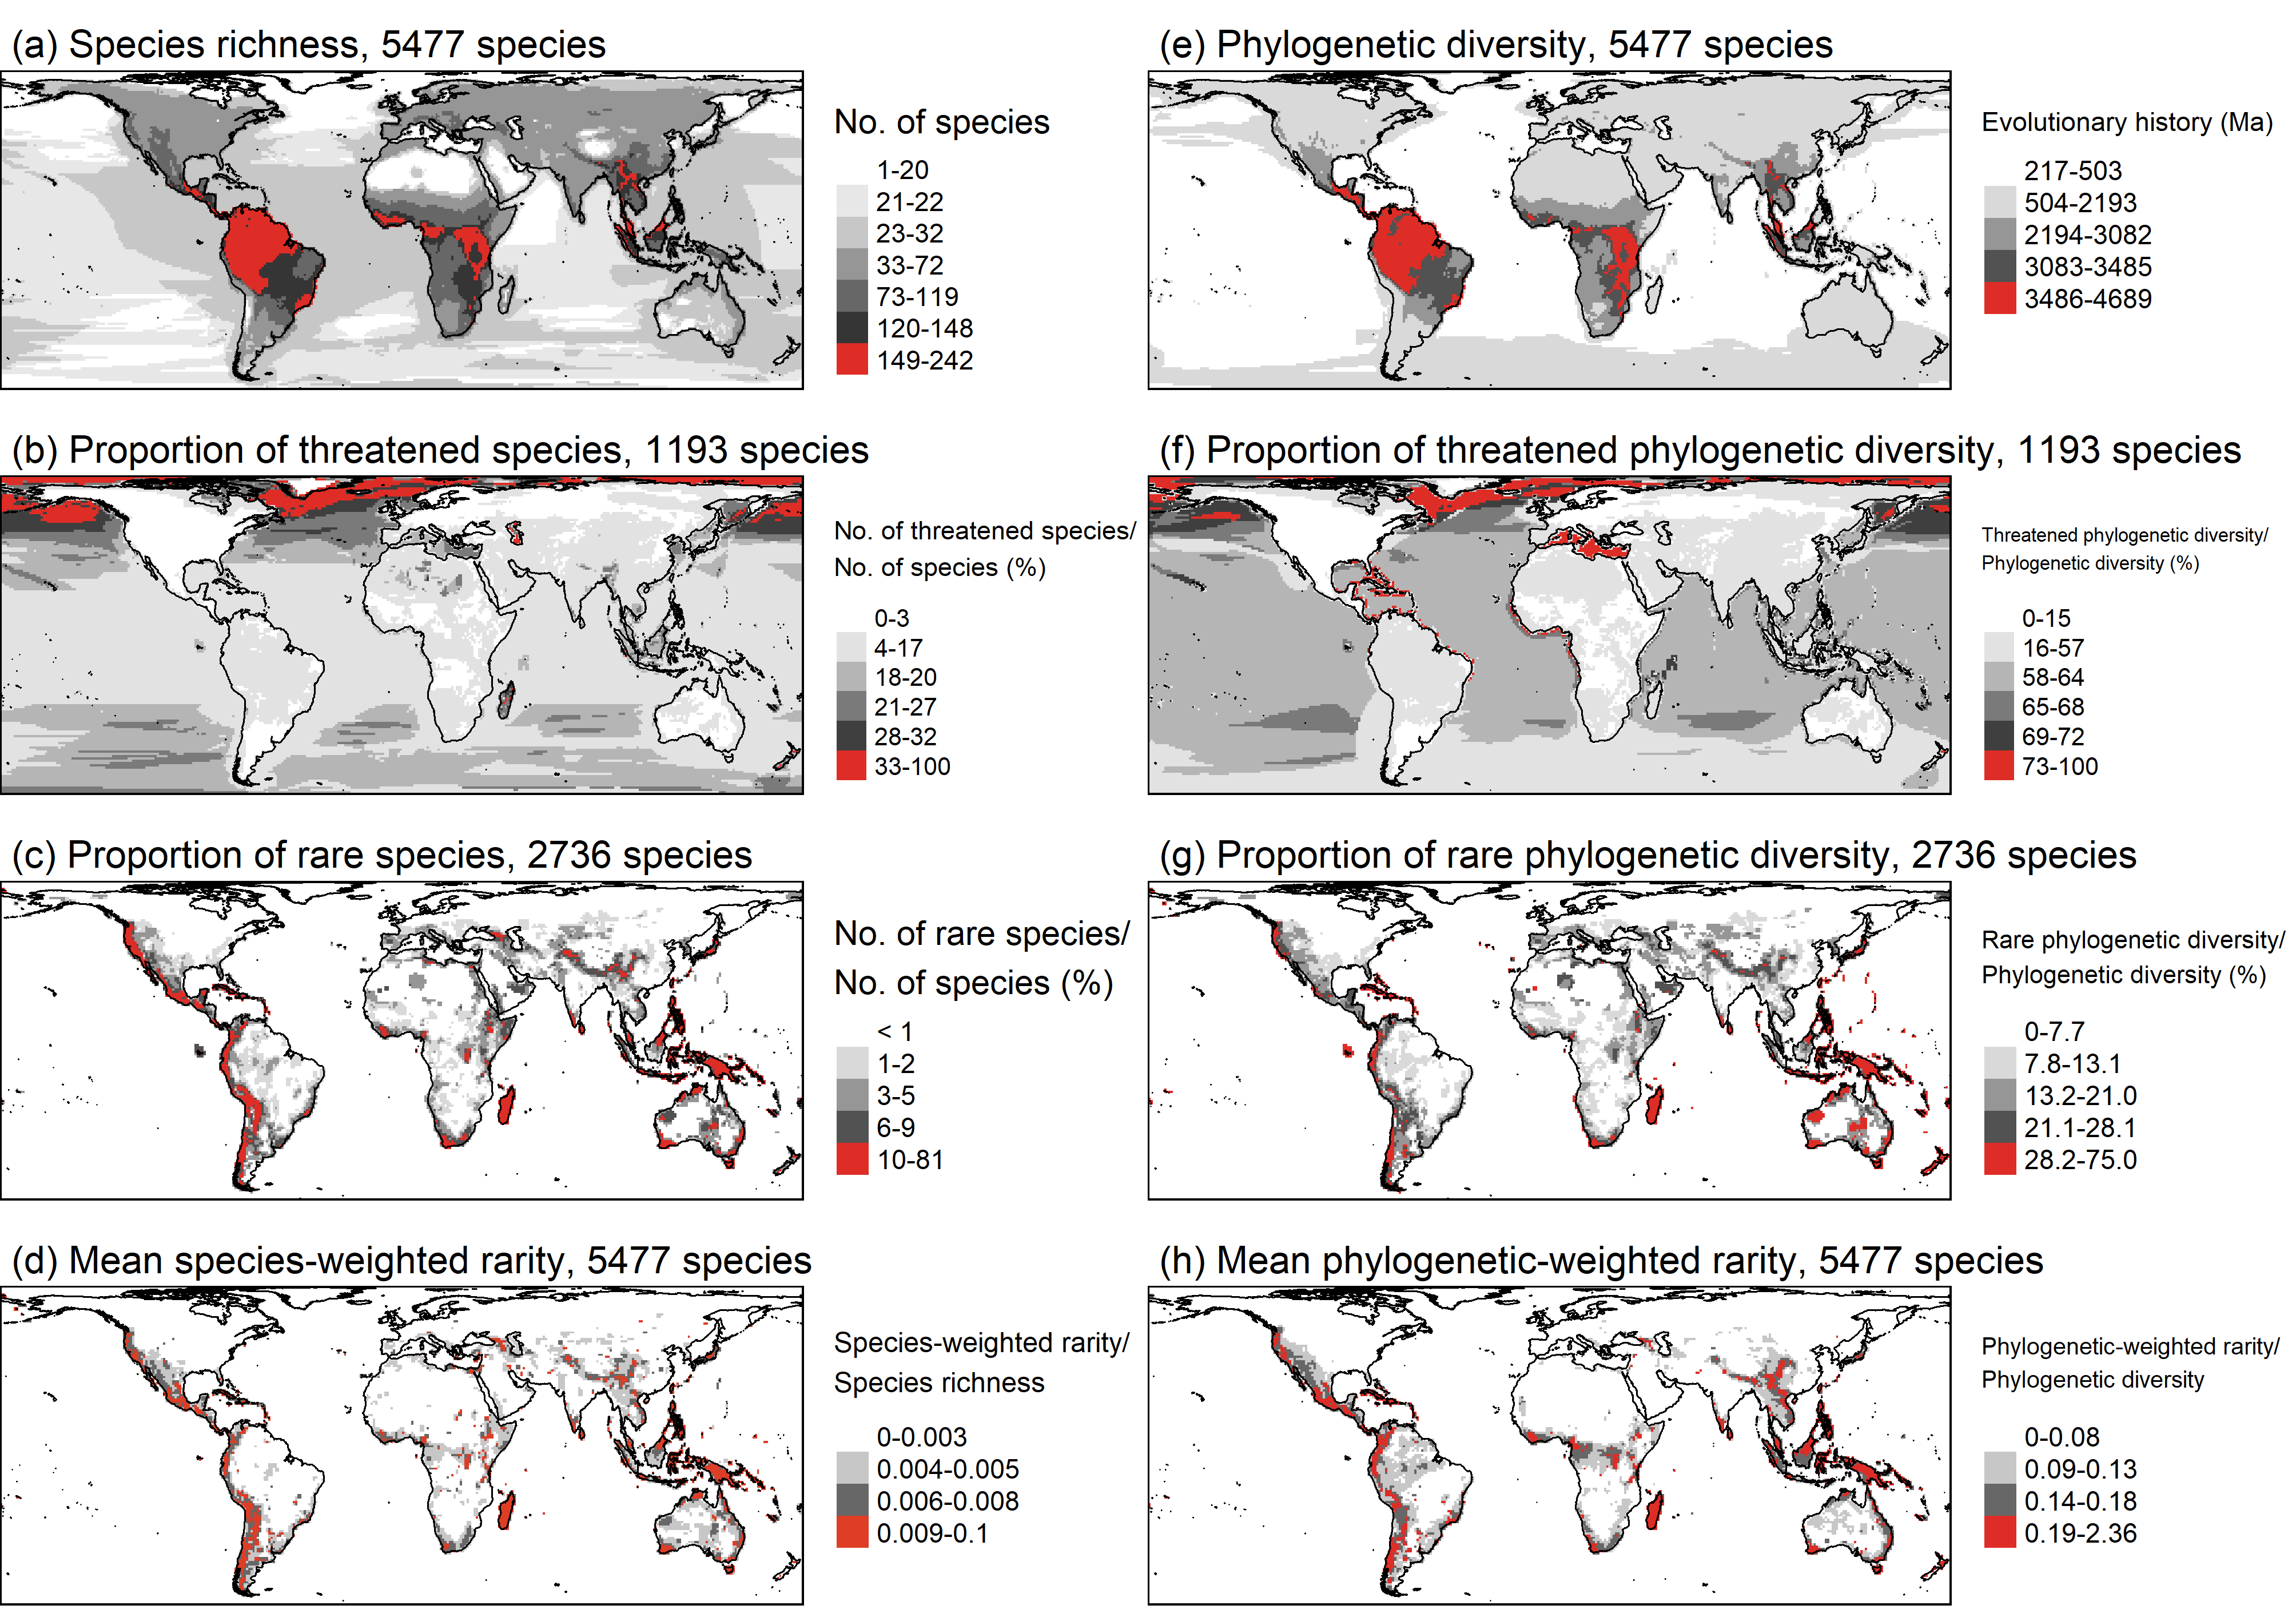 (a) Species richness, 5477 species
No. of species
1-20
21-22
23-32
33-72
73-119
120-148
149-242
(e) Phylogenetic diversity, 5477 species
Evolutionary history (Ma)
217-503
504-2193
2194-3082
3083-3485
3486-4689
(b) Proportion of threatened species, 1193 species
No. of threatened species/
No. of species (%)
0-3
4-17
18-20
21-27
28-32
33-100
(f) Proportion of threatened phylogenetic diversity, 1193 species
Threatened phylogenetic diversity/
Phylogenetic diversity (%)
0-15
16-57
58-64
65-68
69-72
73-100
(c) Proportion of rare species, 2736 species
No. of rare species/
No. of species (%)
< 1
1-2
3-5
6-9
10-81
(g) Proportion of rare phylogenetic diversity, 2736 species
Rare phylogenetic diversity/
Phylogenetic diversity (%)
0-7.7
7.8-13.1
13.2-21.0
21.1-28.1
28.2-75.0
(d) Mean species-weighted rarity, 5477 species
Species-weighted rarity/
Species richness
0-0.003
0.004-0.005
0.006-0.008
0.009-0.1
(h) Mean phylogenetic-weighted rarity, 5477 species
Phylogenetic-weighted rarity/
Phylogenetic diversity
0-0.08
0.09-0.13
0.14-0.18
0.19-2.36